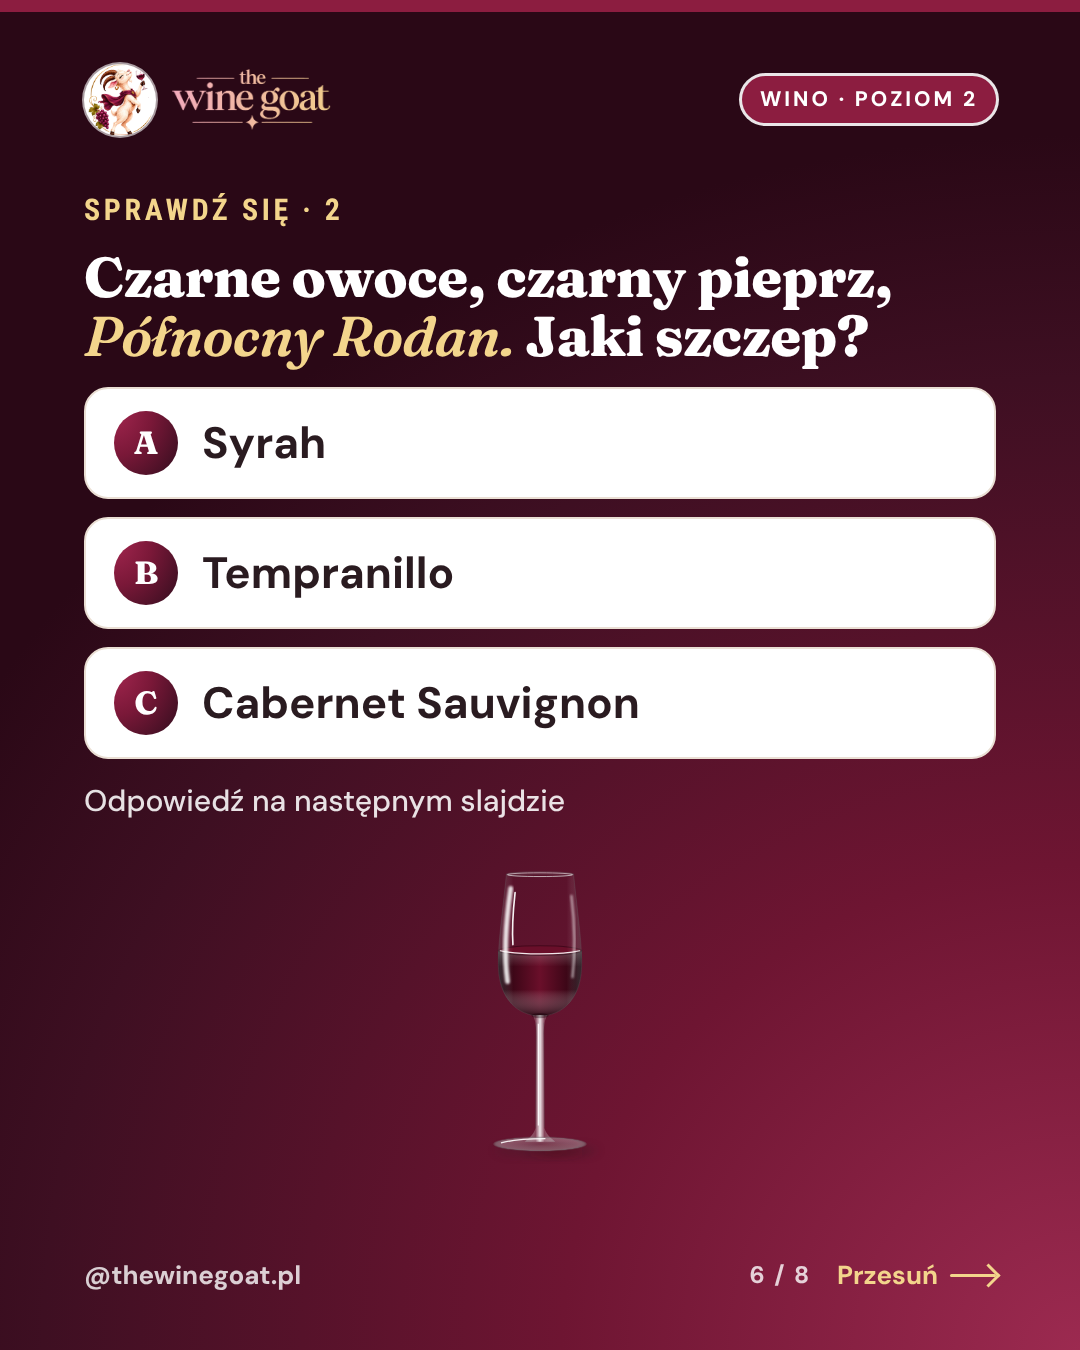 the
wine goat
WINO · POZIOM 2
SPRAWDŹ SIĘ · 2
Czarne owoce, czarny pieprz,
Północny Rodan. Jaki szczep?
A Syrah
B Tempranillo
C Cabernet Sauvignon
Odpowiedź na następnym slajdzie
@thewinegoat.pl
6 / 8 Przesuń